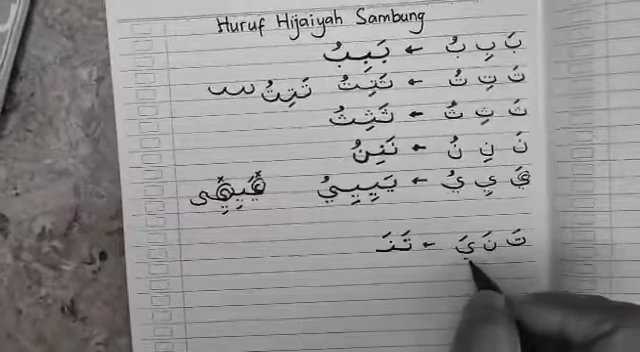 Huruf Hijaiyah Sambung
بَ بِ بُ ← بَبِبُ
تَ تِ تُ ← تَتِتُ تَتِتُ
ثَ ثِ ثُ ← ثَثِثُ
نَ نِ نُ ← نَنِنُ
يَ يِ يُ ← يَيِيُ
تَ نَ يَ ← تَنَ